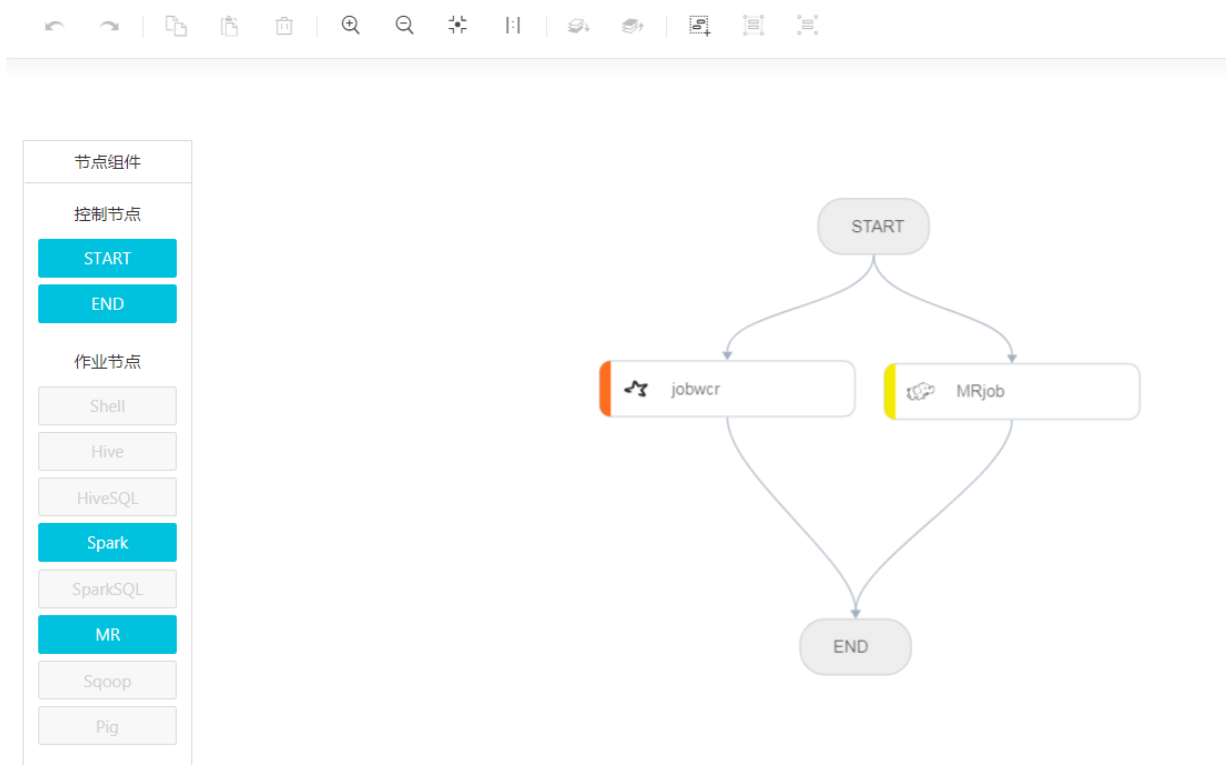 节点组件
控制节点
START
END
作业节点
Shell
Hive
HiveSQL
Spark
SparkSQL
MR
Sqoop
Pig
START
jobwcr
MRjob
END